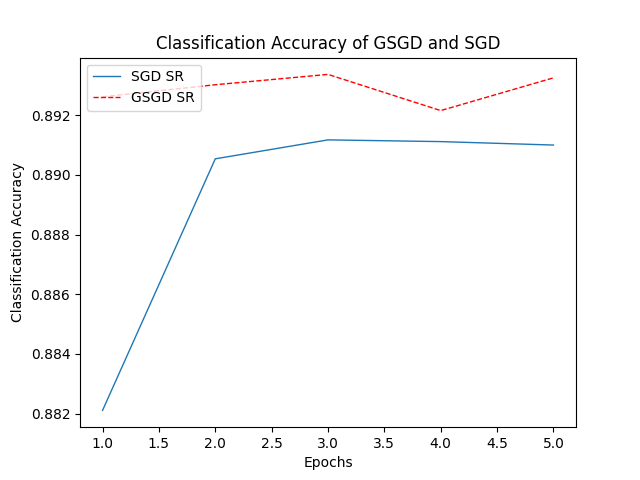 Classification Accuracy of GSGD and SGD
SGD SR
GSGD SR
Classification Accuracy
0.892
0.890
0.888
0.886
0.884
0.882
1.0 1.5 2.0 2.5 3.0 3.5 4.0 4.5 5.0
Epochs